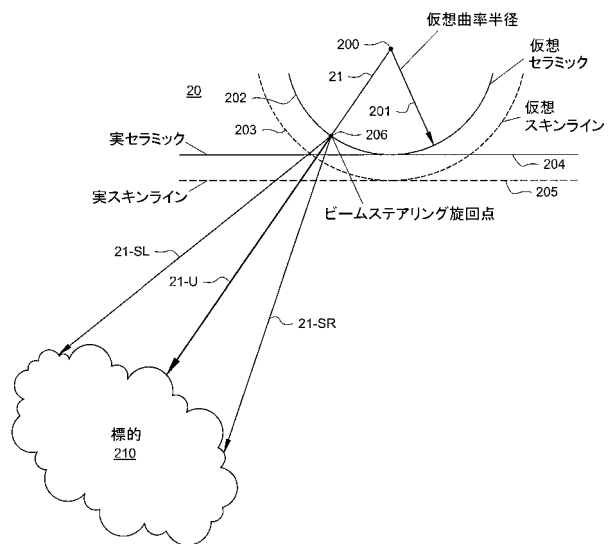 200
仮想曲率半径
21
仮想
セラミック
20
202
201
203
206
仮想
スキンライン
実セラミック
204
実スキンライン
205
ビームステアリング旋回点
21-SL
21-U
21-SR
標的
210